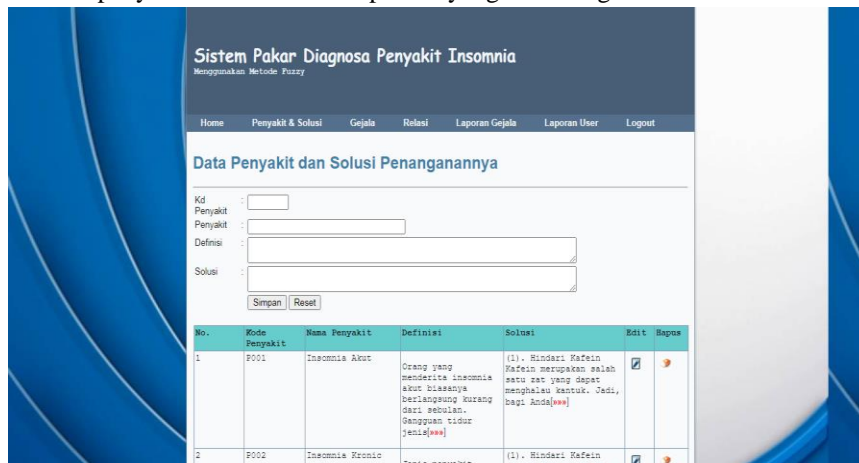 Sistem Pakar Diagnosa Penyakit Insomnia
Menggunakan Metode Fuzzy
Home Penyakit & Solusi Gejala Relasi Laporan Gejala Laporan User Logout
Data Penyakit dan Solusi Penanganannya
Kd Penyakit :
Penyakit :
Definisi :
Solusi :
Simpan Reset
No. Kode Penyakit Nama Penyakit Definisi Solusi Edit Hapus
1 P001 Insomnia Akut
Orang yang
menderita insomnia
akut biasanya
berlangsung kurang
dari sebulan.
Gangguan tidur
jenis[»»»]
(1). Hindari Kafein
Kafein merupakan salah
satu zat yang dapat
menghalau kantuk. Jadi,
bagi Anda[»»»]
2 P002 Insomnia Kronic
(1). Hindari Kafein